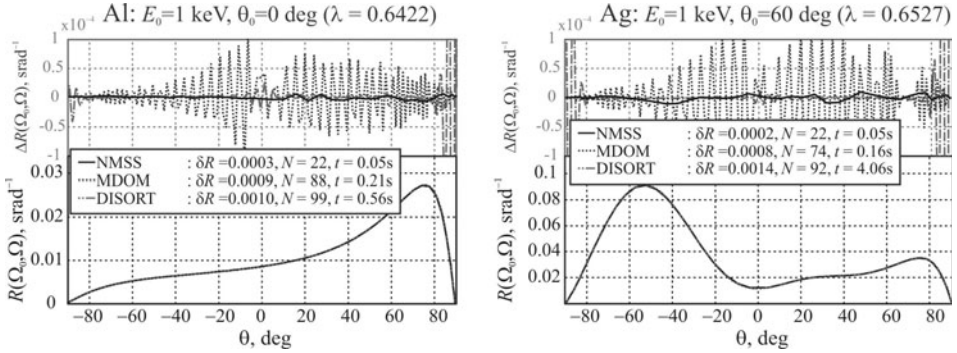 Al: E₀=1 keV, θ₀=0 deg (λ = 0.6422)
×10⁻⁴
ΔR(Ω₀,Ω), srad⁻¹
1
0.5
0
-0.5
-1
NMSS : δR =0.0003, N = 22, t = 0.05s
MDOM : δR =0.0009, N = 88, t = 0.21s
DISORT : δR =0.0010, N = 99, t = 0.56s
R(Ω₀,Ω), srad⁻¹
0.03
0.02
0.01
0
−80 −60 −40 −20 0 20 40 60 80
θ, deg
Ag: E₀=1 keV, θ₀=60 deg (λ = 0.6527)
×10⁻⁴
ΔR(Ω₀,Ω), srad⁻¹
1
0.5
0
-0.5
-1
NMSS : δR =0.0002, N = 22, t = 0.05s
MDOM : δR =0.0008, N = 74, t = 0.16s
DISORT : δR =0.0014, N = 92, t = 4.06s
R(Ω₀,Ω), srad⁻¹
0.1
0.08
0.06
0.04
0.02
−80 −60 −40 −20 0 20 40 60 80
θ, deg